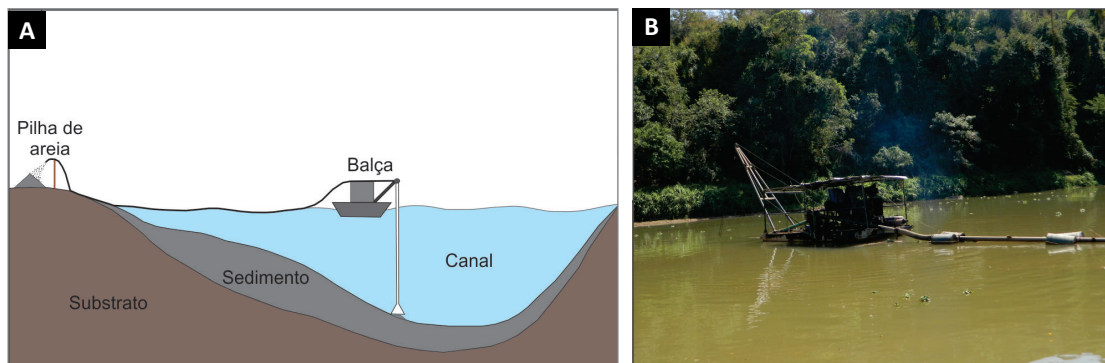 A
Pilha de
areia
Balça
Sedimento
Canal
Substrato
B